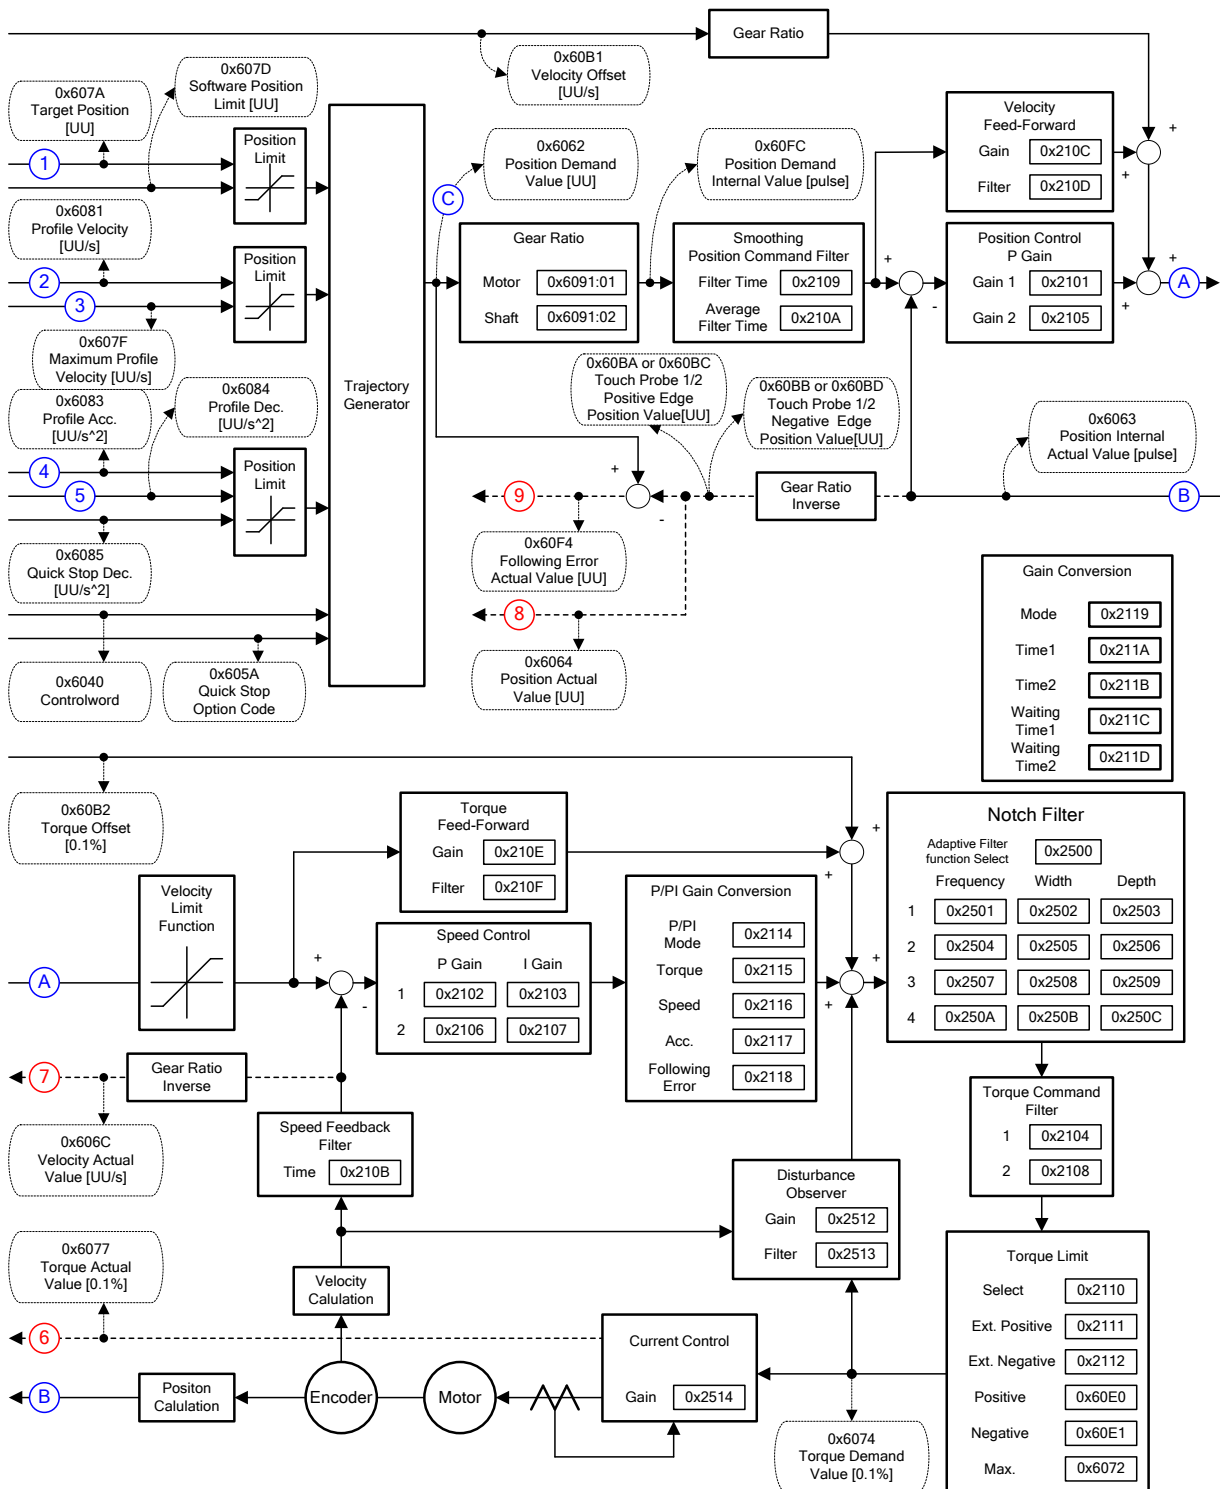 Gear Ratio
0x60B1
Velocity Offset
[UU/s]
0x607D
Software Position
Limit [UU]
0x607A
Target Position
[UU]
Position
Limit
1
0x6081
Profile Velocity
[UU/s]
Position
Limit
2
3
0x607F
Maximum Profile
Velocity [UU/s]
0x6083
Profile Acc.
[UU/s^2]
0x6084
Profile Dec.
[UU/s^2]
Position
Limit
4
5
0x6085
Quick Stop Dec.
[UU/s^2]
0x6040
Controlword
0x605A
Quick Stop
Option Code
Trajectory
Generator
C
0x6062
Position Demand
Value [UU]
0x60FC
Position Demand
Internal Value [pulse]
Gear Ratio
Motor 0x6091:01
Shaft 0x6091:02
Smoothing
Position Command Filter
Filter Time 0x2109
Average
Filter Time 0x210A
Velocity
Feed-Forward
Gain 0x210C
Filter 0x210D
+
+
+
-
Position Control
P Gain
Gain 1 0x2101
Gain 2 0x2105
+
+
A
0x60BA or 0x60BC
Touch Probe 1/2
Positive Edge
Position Value[UU]
0x60BB or 0x60BD
Touch Probe 1/2
Negative Edge
Position Value[UU]
0x6063
Position Internal
Actual Value [pulse]
+
-
9
Gear Ratio
Inverse
B
0x60F4
Following Error
Actual Value [UU]
8
0x6064
Position Actual
Value [UU]
Gain Conversion
Mode 0x2119
Time1 0x211A
Time2 0x211B
Waiting
Time1 0x211C
Waiting
Time2 0x211D
0x60B2
Torque Offset
[0.1%]
Torque
Feed-Forward
Gain 0x210E
Filter 0x210F
+
+
Velocity
Limit
Function
A
+
-
Speed Control
P Gain I Gain
1 0x2102 0x2103
2 0x2106 0x2107
P/PI Gain Conversion
P/PI
Mode 0x2114
Torque 0x2115
Speed 0x2116
Acc. 0x2117
Following
Error 0x2118
+
+
Notch Filter
Adaptive Filter
function Select 0x2500
Frequency Width Depth
1 0x2501 0x2502 0x2503
2 0x2504 0x2505 0x2506
3 0x2507 0x2508 0x2509
4 0x250A 0x250B 0x250C
7
Gear Ratio
Inverse
0x606C
Velocity Actual
Value [UU/s]
Speed Feedback
Filter
Time 0x210B
Torque Command
Filter
1 0x2104
2 0x2108
Disturbance
Observer
Gain 0x2512
Filter 0x2513
0x6077
Torque Actual
Value [0.1%]
Velocity
Calulation
6
B
Positon
Calulation
Encoder
Motor
Current Control
Gain 0x2514
0x6074
Torque Demand
Value [0.1%]
Torque Limit
Select 0x2110
Ext. Positive 0x2111
Ext. Negative 0x2112
Positive 0x60E0
Negative 0x60E1
Max. 0x6072